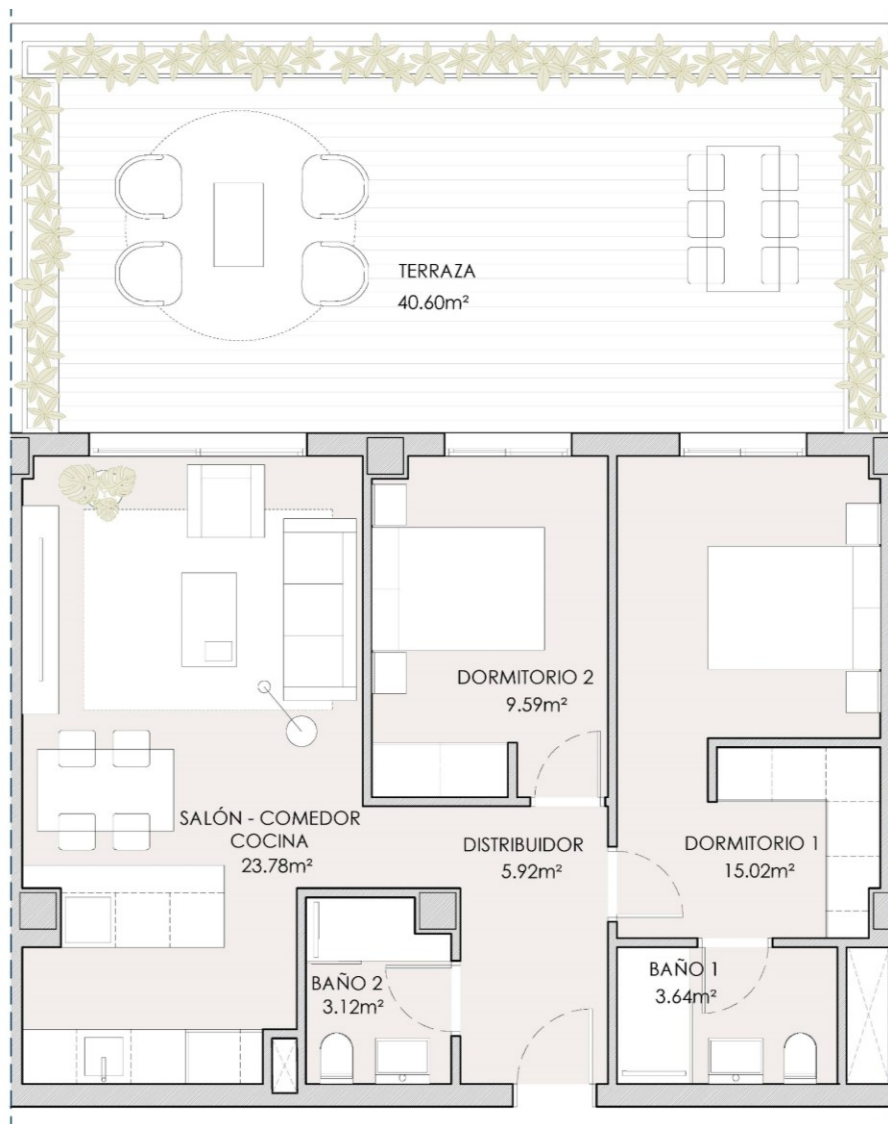 TERRAZA
40.60m²
DORMITORIO 2
9.59m²
SALÓN - COMEDOR
COCINA
23.78m²
DISTRIBUIDOR
5.92m²
DORMITORIO 1
15.02m²
BAÑO 2
3.12m²
BAÑO 1
3.64m²